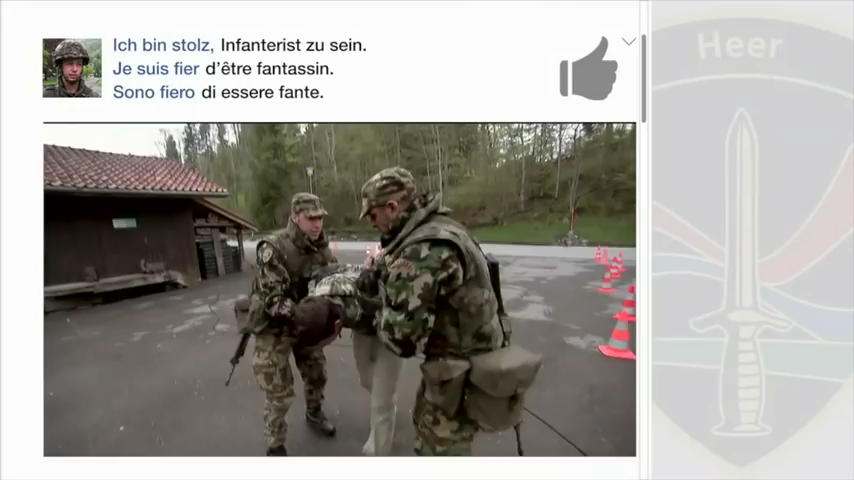 Ich bin stolz, Infanterist zu sein.
Je suis fier d'être fantassin.
Sono fiero di essere fante.
Heer